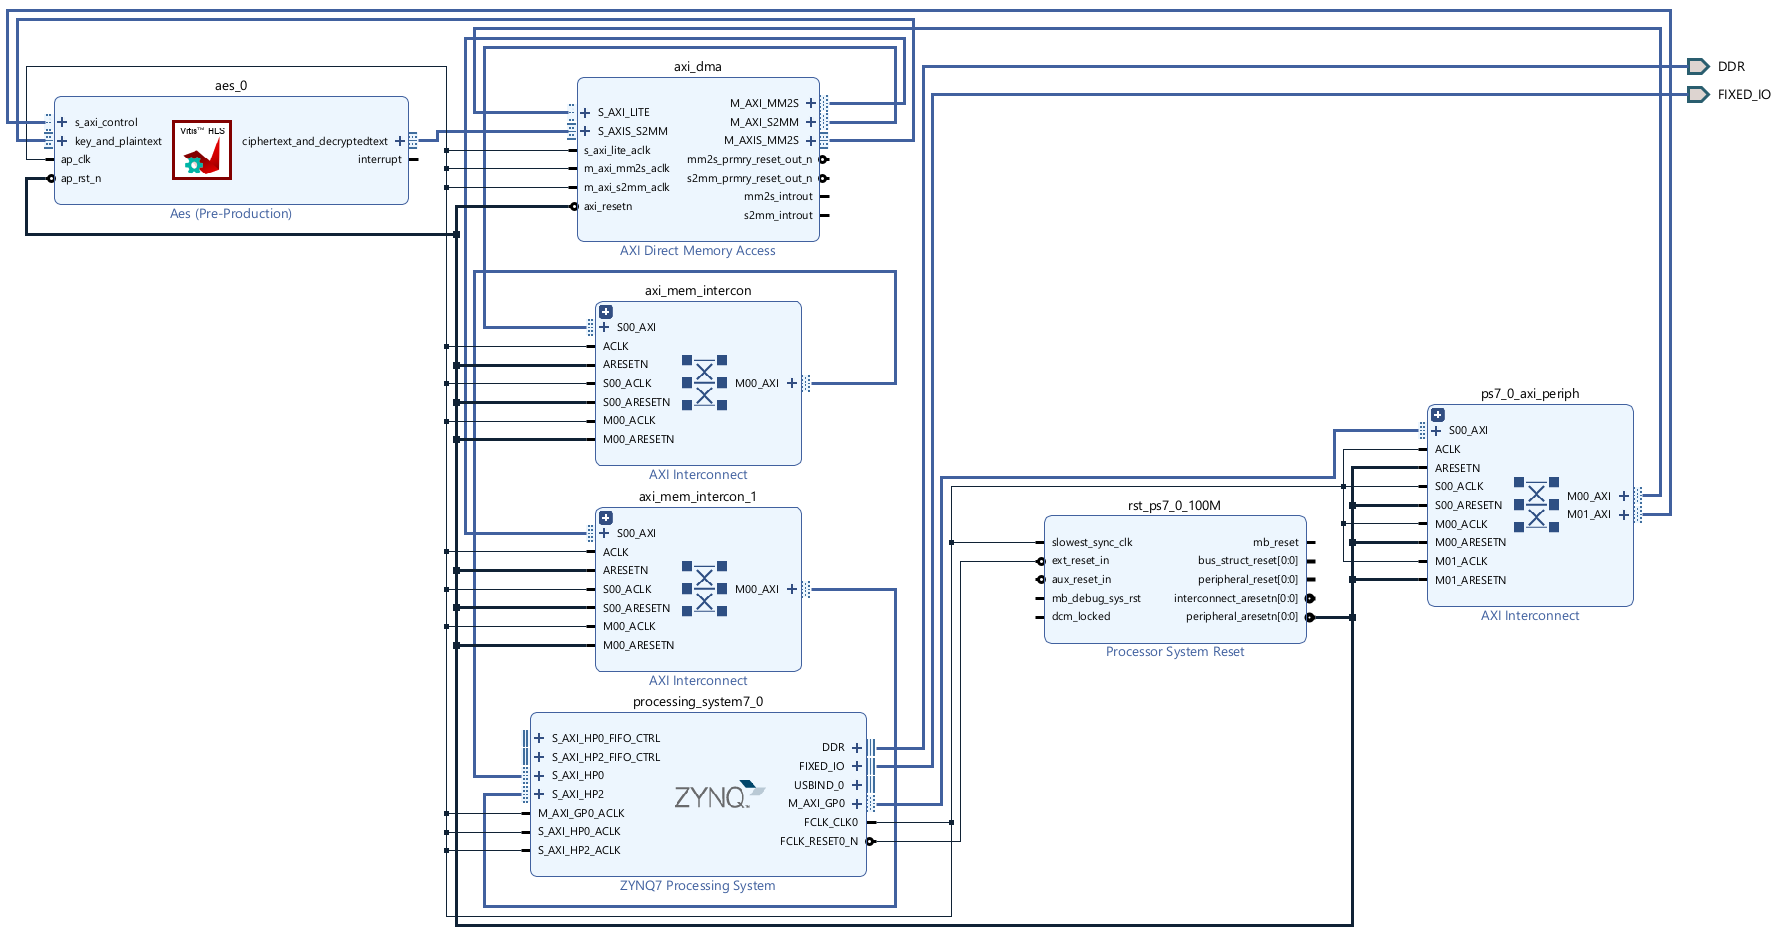 aes_0
s_axi_control
key_and_plaintext
ap_clk
ap_rst_n
Vitis™ HLS
ciphertext_and_decryptedtext
interrupt
Aes (Pre-Production)
axi_dma
S_AXI_LITE
S_AXIS_S2MM
s_axi_lite_aclk
m_axi_mm2s_aclk
m_axi_s2mm_aclk
axi_resetn
M_AXI_MM2S
M_AXI_S2MM
M_AXIS_MM2S
mm2s_prmry_reset_out_n
s2mm_prmry_reset_out_n
mm2s_introut
s2mm_introut
AXI Direct Memory Access
DDR
FIXED_IO
axi_mem_intercon
S00_AXI
ACLK
ARESETN
S00_ACLK
S00_ARESETN
M00_ACLK
M00_ARESETN
M00_AXI
AXI Interconnect
axi_mem_intercon_1
S00_AXI
ACLK
ARESETN
S00_ACLK
S00_ARESETN
M00_ACLK
M00_ARESETN
M00_AXI
AXI Interconnect
processing_system7_0
S_AXI_HP0_FIFO_CTRL
S_AXI_HP2_FIFO_CTRL
S_AXI_HP0
S_AXI_HP2
M_AXI_GP0_ACLK
S_AXI_HP0_ACLK
S_AXI_HP2_ACLK
ZYNQ™
DDR
FIXED_IO
USBIND_0
M_AXI_GP0
FCLK_CLK0
FCLK_RESET0_N
ZYNQ7 Processing System
rst_ps7_0_100M
slowest_sync_clk
ext_reset_in
aux_reset_in
mb_debug_sys_rst
dcm_locked
mb_reset
bus_struct_reset[0:0]
peripheral_reset[0:0]
interconnect_aresetn[0:0]
peripheral_aresetn[0:0]
Processor System Reset
ps7_0_axi_periph
S00_AXI
ACLK
ARESETN
S00_ACLK
S00_ARESETN
M00_ACLK
M00_ARESETN
M01_ACLK
M01_ARESETN
M00_AXI
M01_AXI
AXI Interconnect